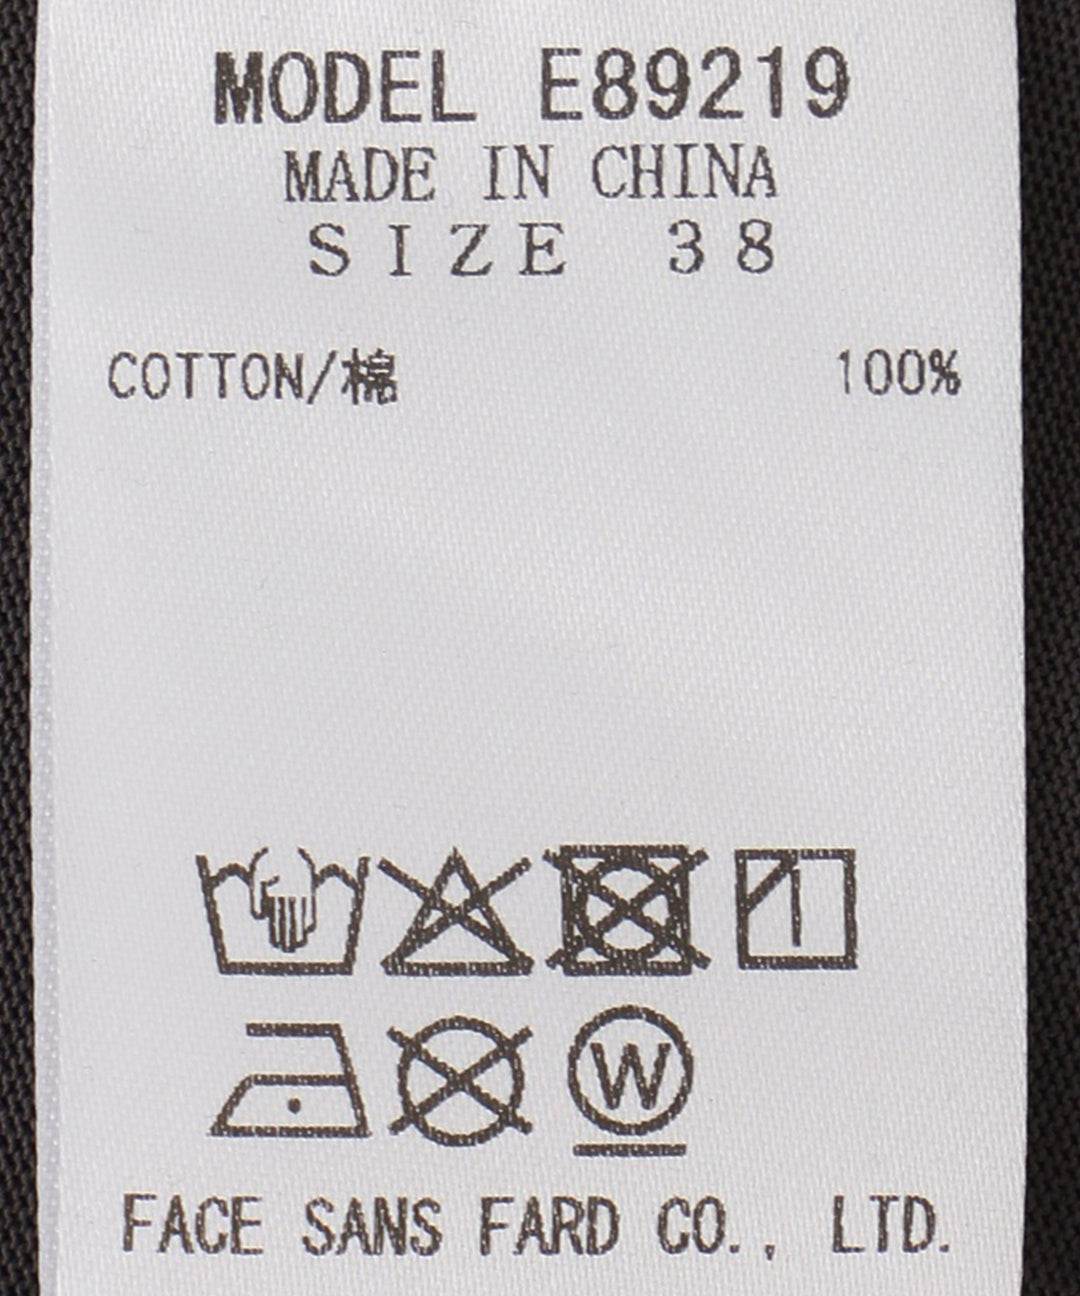 MODEL E89219
MADE IN CHINA
SIZE 38
COTTON/棉 100%
W
FACE SANS FARD CO., LTD.